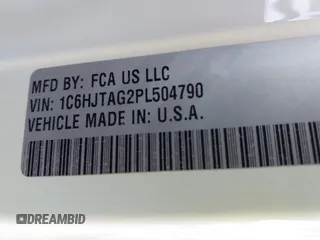 MFD BY: FCA US LLC
VIN: 1C6HJTAG2PL504790
VEHICLE MADE IN: U.S.A.
DREAMBID